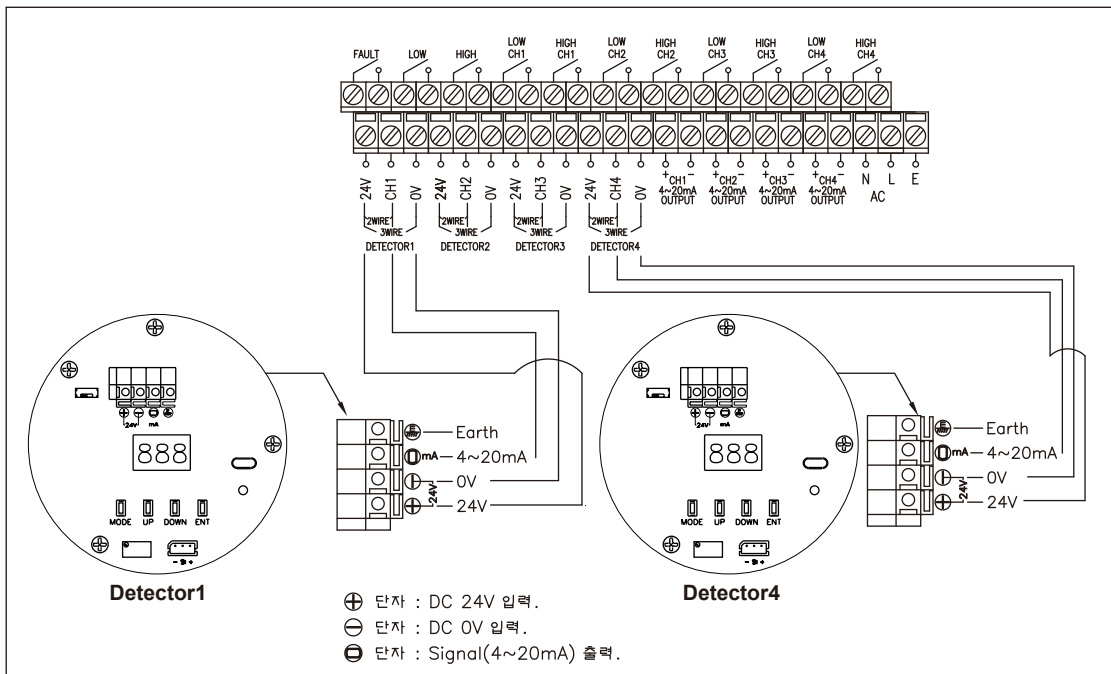 FAULT
LOW
HIGH
LOW
CH1
HIGH
CH1
LOW
CH2
HIGH
CH2
LOW
CH3
HIGH
CH3
LOW
CH4
HIGH
CH4
24V
CH1
0V
24V
CH2
0V
24V
CH3
0V
24V
CH4
0V
+CH1-
4~20mA
OUTPUT
+CH2-
4~20mA
OUTPUT
+CH3-
4~20mA
OUTPUT
+CH4-
4~20mA
OUTPUT
N
L
E
AC
2WIRE
3WIRE
DETECTOR1
2WIRE
3WIRE
DETECTOR2
2WIRE
3WIRE
DETECTOR3
2WIRE
3WIRE
DETECTOR4
24V mA
888
MODE UP DOWN ENT
Detector1
E
Earth
mA
4~20mA
0V
24V
24V
24V mA
888
MODE UP DOWN ENT
Detector4
E
Earth
mA
4~20mA
0V
24V
24V
⊕ 단자 : DC 24V 입력.
⊖ 단자 : DC 0V 입력.
단자 : Signal(4~20mA) 출력.